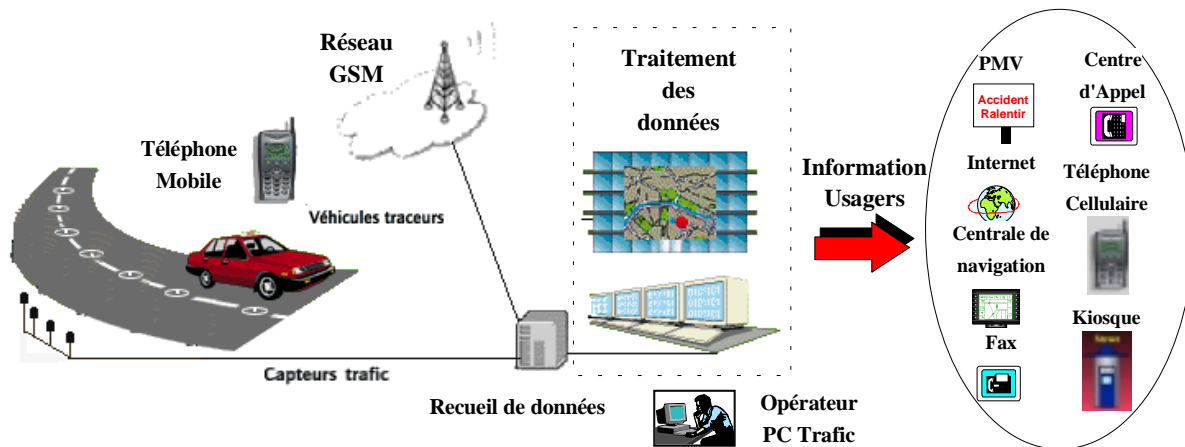 Réseau
GSM
Téléphone
Mobile
Véhicules traceurs
Capteurs trafic
Recueil de données
Traitement
des
données
Opérateur
PC Trafic
Information
Usagers
PMV
Accident
Ralentir
Internet
Centrale de
navigation
Fax
Centre
d'Appel
Téléphone
Cellulaire
Kiosque